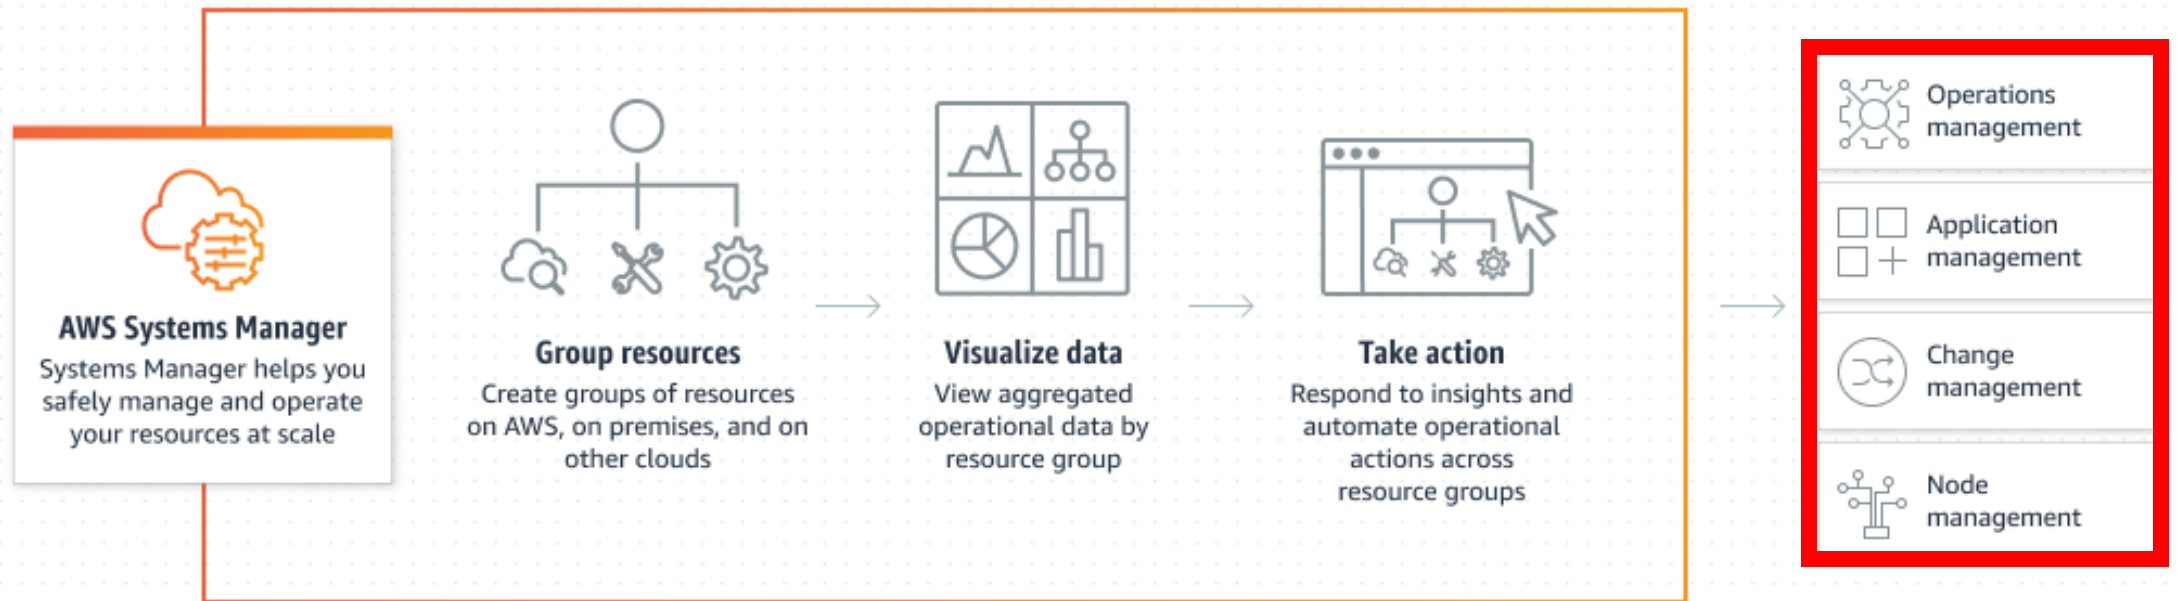 AWS Systems Manager
Systems Manager helps you
safely manage and operate
your resources at scale
Group resources
Create groups of resources
on AWS, on premises, and on
other clouds
Visualize data
View aggregated
operational data by
resource group
Take action
Respond to insights and
automate operational
actions across
resource groups
Operations
management
Application
management
Change
management
Node
management